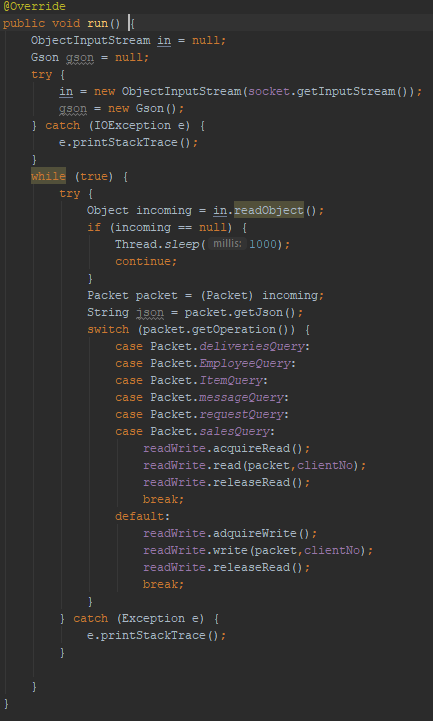 @Override
public void run() {
    ObjectInputStream in = null;
    Gson gson = null;
    try {
        in = new ObjectInputStream(socket.getInputStream());
        gson = new Gson();
    } catch (IOException e) {
        e.printStackTrace();
    }
    while (true) {
        try {
            Object incoming = in.readObject();
            if (incoming == null) {
                Thread.sleep( millis: 1000);
                continue;
            }
            Packet packet = (Packet) incoming;
            String json = packet.getJson();
            switch (packet.getOperation()) {
                case Packet.deliveriesQuery:
                case Packet.EmployeeQuery:
                case Packet.ItemQuery:
                case Packet.messageQuery:
                case Packet.requestQuery:
                case Packet.salesQuery:
                    readWrite.acquireRead();
                    readWrite.read(packet,clientNo);
                    readWrite.releaseRead();
                    break;
                default:
                    readWrite.adquireWrite();
                    readWrite.write(packet,clientNo);
                    readWrite.releaseRead();
                    break;
            }
        } catch (Exception e) {
            e.printStackTrace();
        }
    }
}